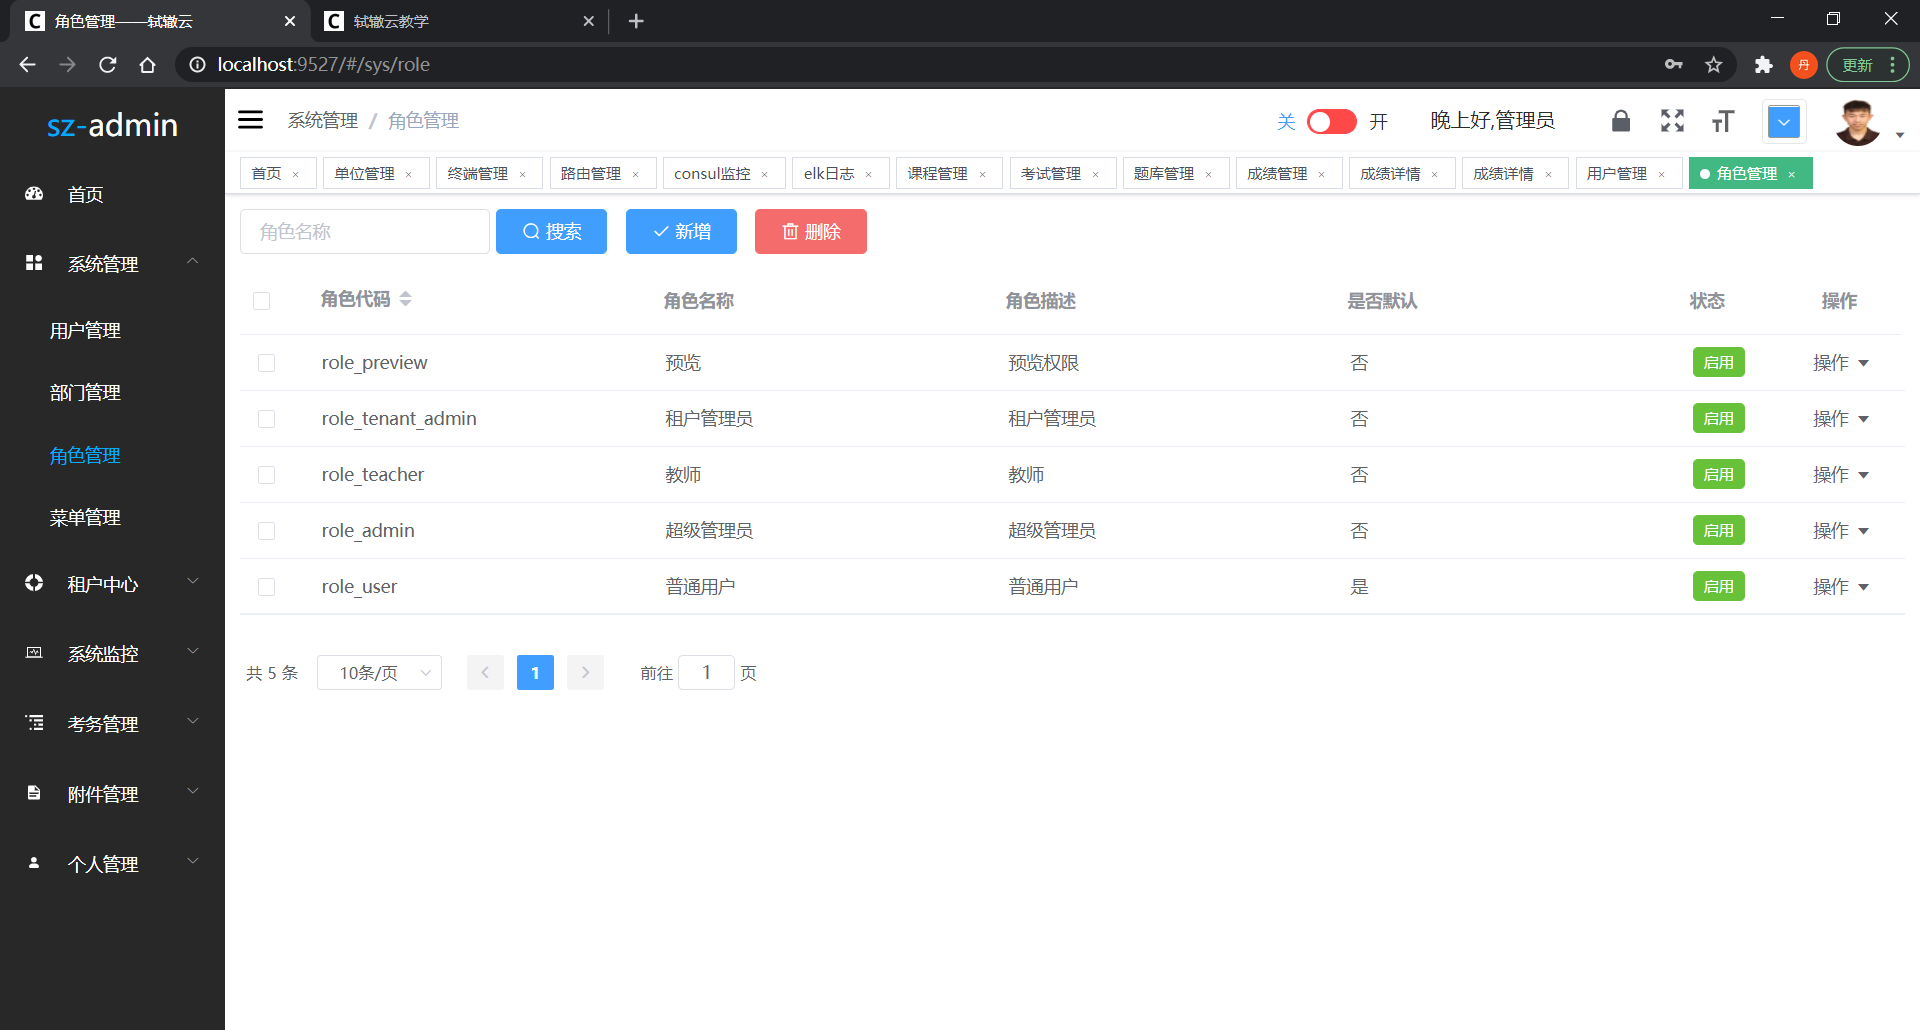 角色管理——轼辙云
轼辙云教学
localhost:9527/#/sys/role
丹
更新
sz-admin
系统管理 / 角色管理
关 开
晚上好,管理员
首页 × 单位管理 × 终端管理 × 路由管理 × consul监控 × elk日志 × 课程管理 × 考试管理 × 题库管理 × 成绩管理 × 成绩详情 × 成绩详情 × 用户管理 × 角色管理 ×
首页
系统管理
用户管理
部门管理
角色管理
菜单管理
租户中心
系统监控
考务管理
附件管理
个人管理
角色名称 搜索 新增 删除
角色代码 角色名称 角色描述 是否默认 状态 操作
role_preview 预览 预览权限 否 启用 操作
role_tenant_admin 租户管理员 租户管理员 否 启用 操作
role_teacher 教师 教师 否 启用 操作
role_admin 超级管理员 超级管理员 否 启用 操作
role_user 普通用户 普通用户 是 启用 操作
共 5 条 10条/页 1 前往 1 页